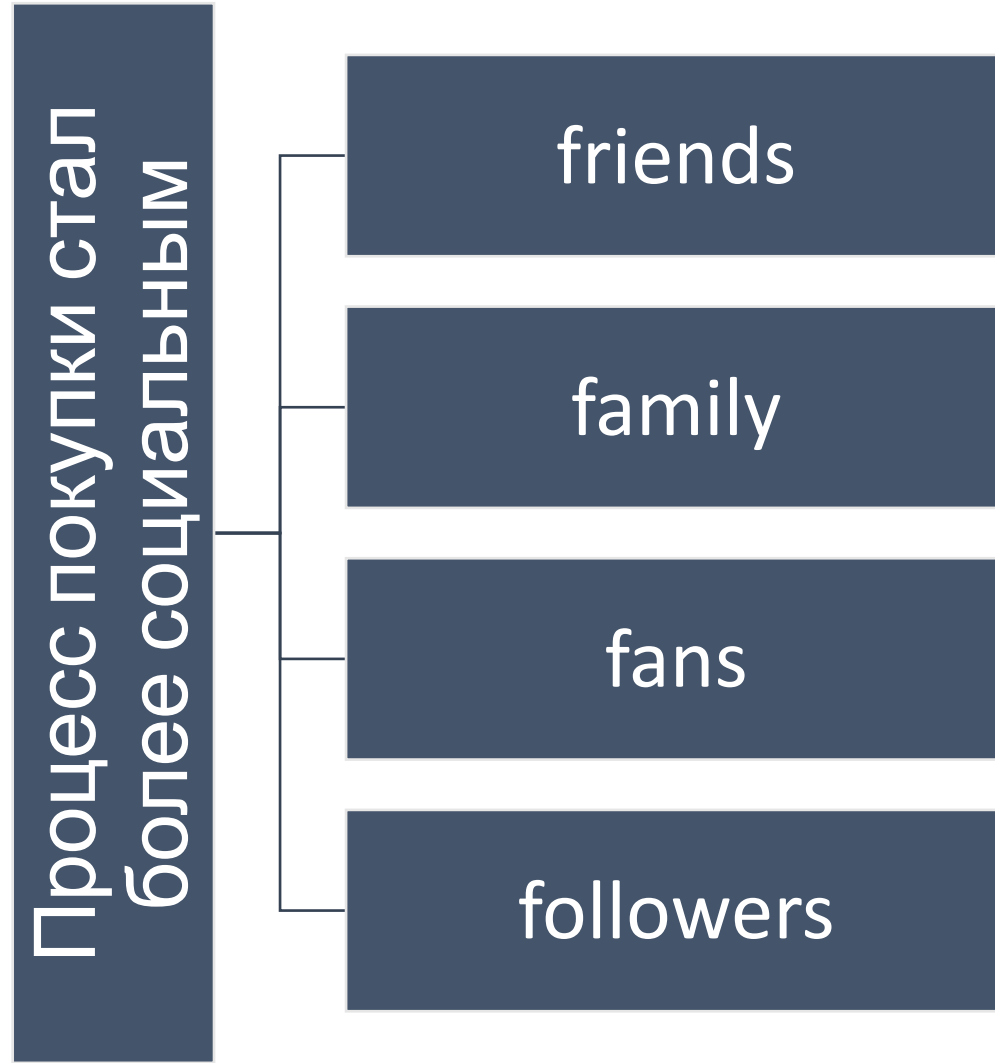 Процесс покупки стал
более социальным
friends
family
fans
followers